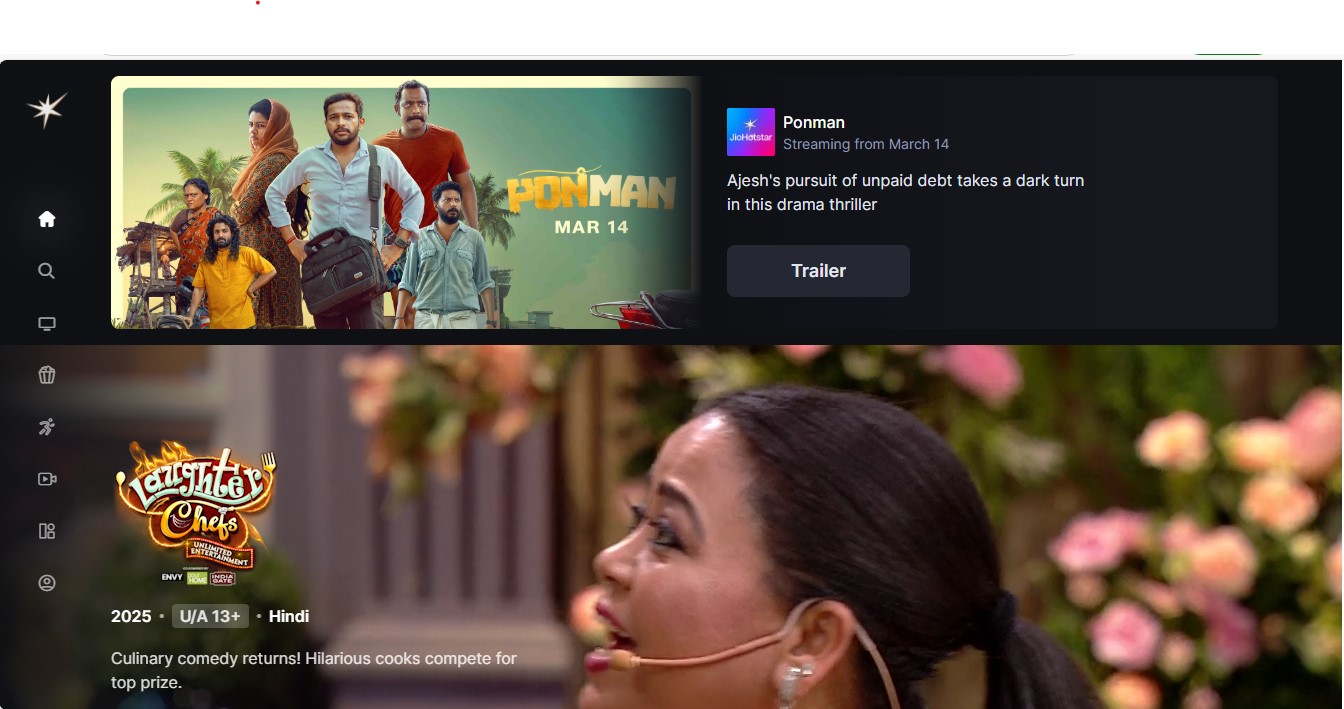 PONMAN
MAR 14
JioHotstar
Ponman
Streaming from March 14
Ajesh's pursuit of unpaid debt takes a dark turn
in this drama thriller
Trailer
Laughter
Chefs
UNLIMITED
ENTERTAINMENT
ENVY
HOME
INDIA
GATE
2025 • U/A 13+ • Hindi
Culinary comedy returns! Hilarious cooks compete for
top prize.